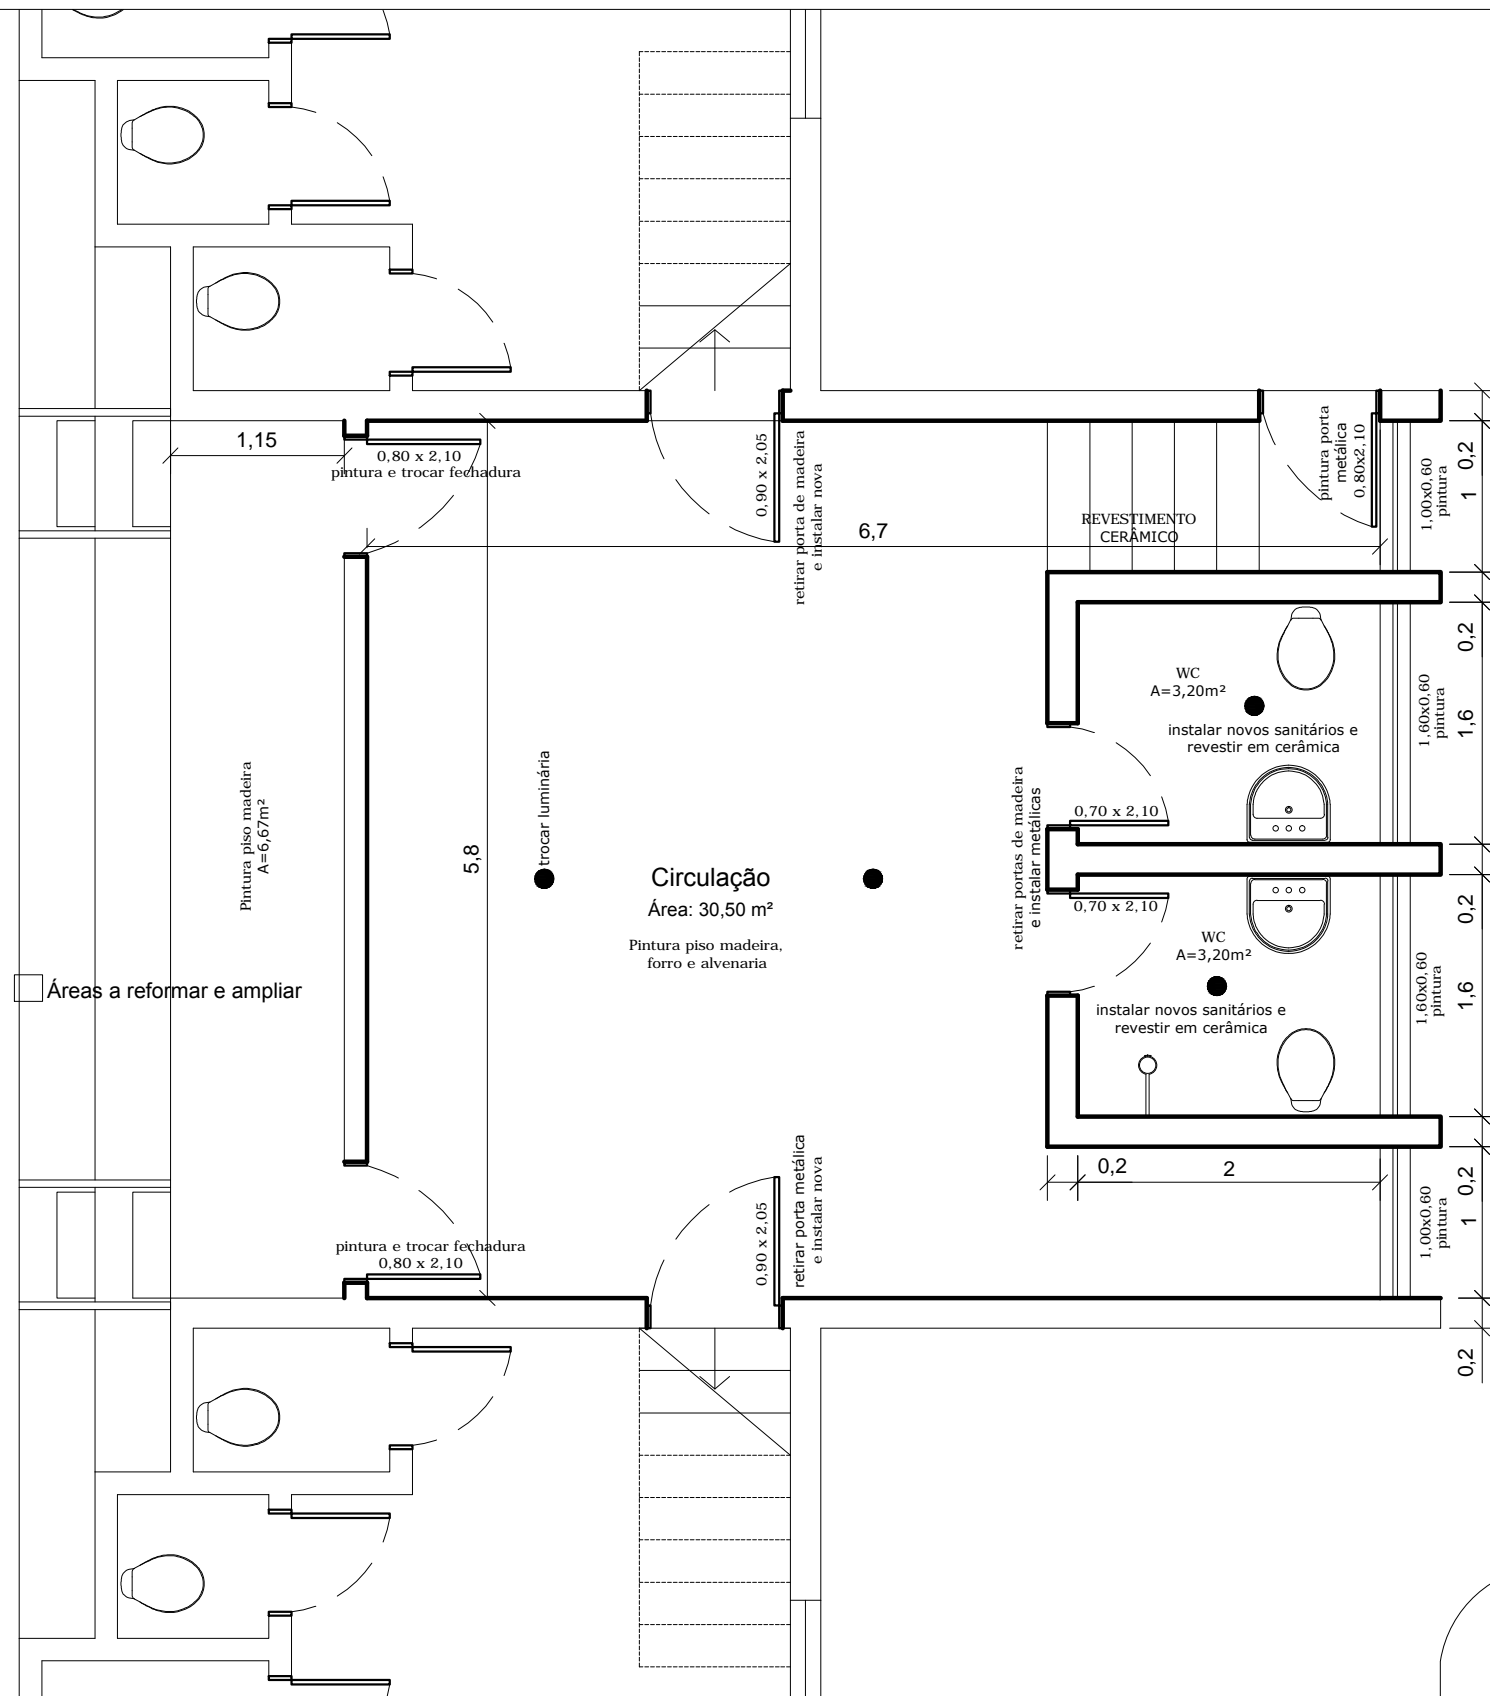 1,15
0,80 x 2,10
pintura e trocar fechadura
0,90 x 2,05
retirar porta de madeira
e instalar nova
6,7
REVESTIMENTO
CERÂMICO
pintura porta
metálica
0,80x2,10
1,00x0,60
pintura
0,2
1
0,2
WC
A=3,20m²
instalar novos sanitários e
revestir em cerâmica
1,60x0,60
pintura
1,6
Pintura piso madeira
A=6,67m²
trocar luminária
5,8
Circulação
Área: 30,50 m²
Pintura piso madeira,
forro e alvenaria
retirar portas de madeira
e instalar metálicas
0,70 x 2,10
0,70 x 2,10
0,2
WC
A=3,20m²
instalar novos sanitários e
revestir em cerâmica
1,60x0,60
pintura
1,6
Áreas a reformar e ampliar
0,2
2
0,2
1
1,00x0,60
pintura
retirar porta metálica
e instalar nova
0,90 x 2,05
pintura e trocar fechadura
0,80 x 2,10
0,2